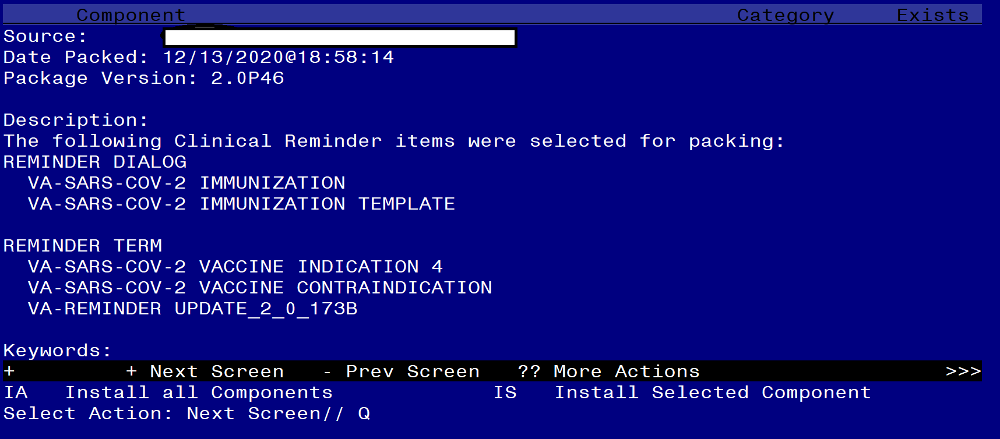 Component Category Exists
Source:
Date Packed: 12/13/2020@18:58:14
Package Version: 2.0P46
Description:
The following Clinical Reminder items were selected for packing:
REMINDER DIALOG
VA-SARS-COV-2 IMMUNIZATION
VA-SARS-COV-2 IMMUNIZATION TEMPLATE
REMINDER TERM
VA-SARS-COV-2 VACCINE INDICATION 4
VA-SARS-COV-2 VACCINE CONTRAINDICATION
VA-REMINDER UPDATE_2_0_173B
Keywords:
+ + Next Screen - Prev Screen ?? More Actions >>>
IA Install all Components IS Install Selected Component
Select Action: Next Screen// Q